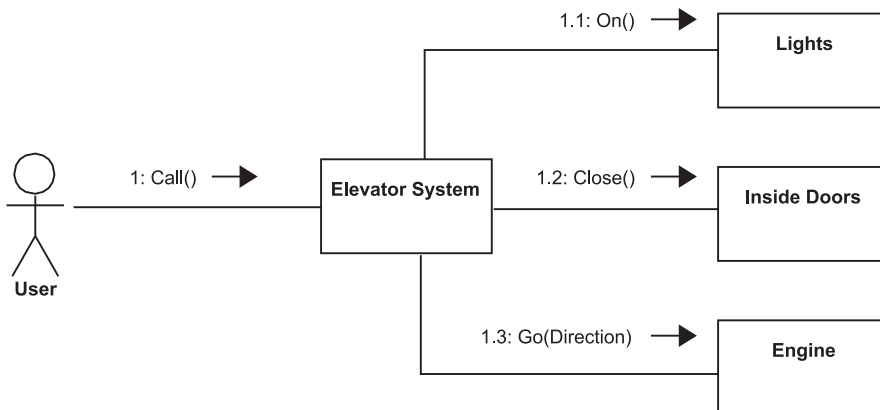 1.1: On()
Lights
1: Call()
Elevator System
1.2: Close()
Inside Doors
User
1.3: Go(Direction)
Engine